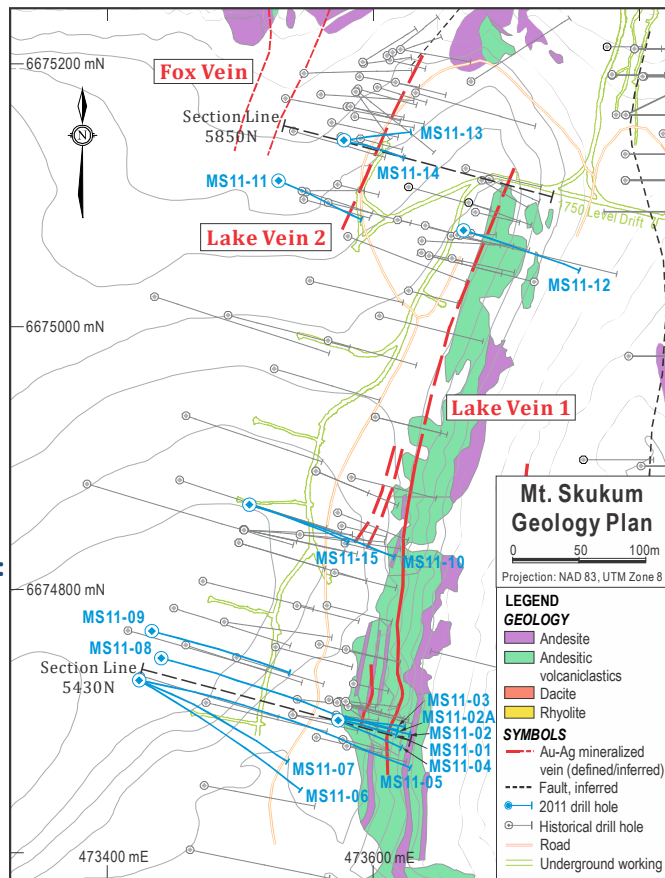 6675200 mN
Fox Vein
Section Line
5850N
N
MS11-13
MS11-14
MS11-11
1750 Level Drift
Lake Vein 2
MS11-12
6675000 mN
Lake Vein 1
MS11-15
MS11-10
6674800 mN
MS11-09
MS11-08
Section Line
5430N
MS11-03
MS11-02A
MS11-02
MS11-01
MS11-04
MS11-07
MS11-05
MS11-06
473400 mE
473600 mE
Mt. Skukum
Geology Plan
0 50 100m
Projection: NAD 83, UTM Zone 8
LEGEND
GEOLOGY
Andesite
Andesitic
volcaniclastics
Dacite
Rhyolite
SYMBOLS
Au-Ag mineralized
vein (defined/inferred)
Fault, inferred
2011 drill hole
Historical drill hole
Road
Underground working